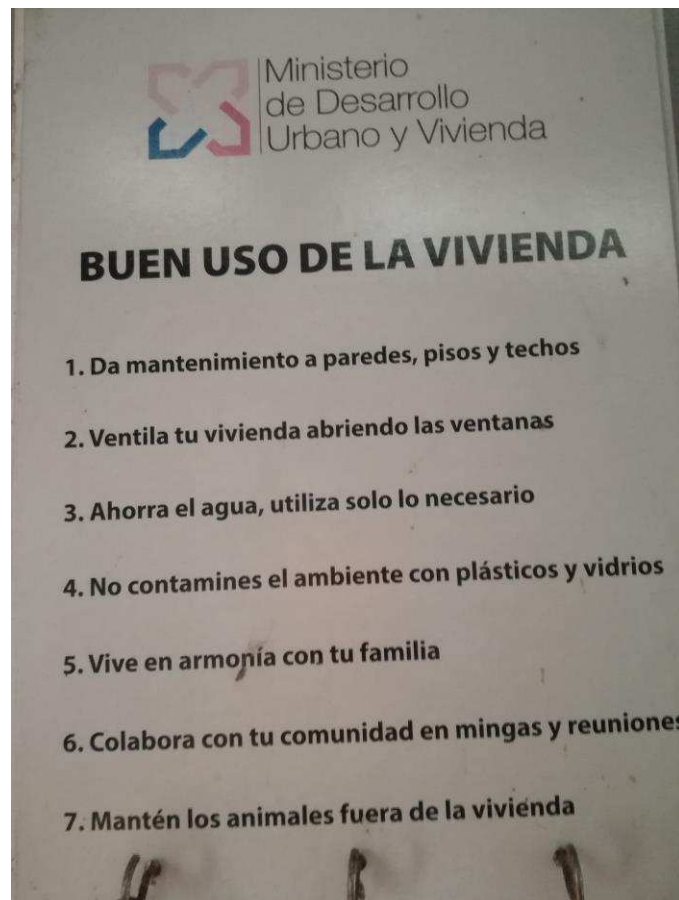 Ministerio
de Desarrollo
Urbano y Vivienda
BUEN USO DE LA VIVIENDA
1. Da mantenimiento a paredes, pisos y techos
2. Ventila tu vivienda abriendo las ventanas
3. Ahorra el agua, utiliza solo lo necesario
4. No contamines el ambiente con plásticos y vidrios
5. Vive en armonía con tu familia
6. Colabora con tu comunidad en mingas y reuniones
7. Mantén los animales fuera de la vivienda